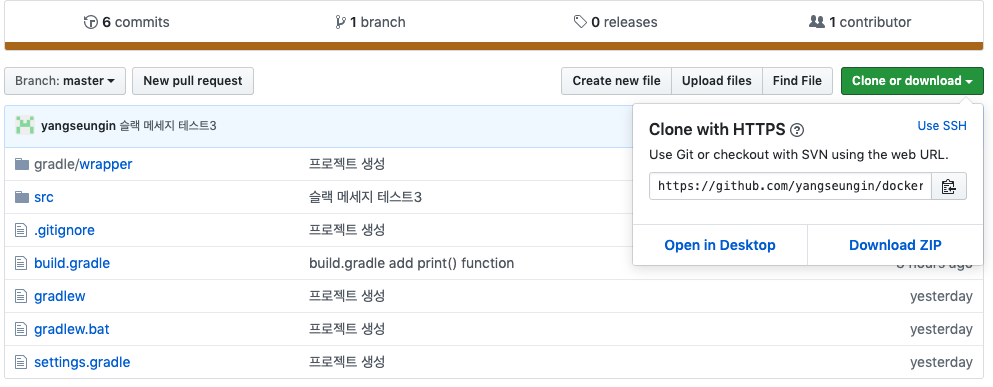 6 commits 1 branch 0 releases 1 contributor
Branch: master New pull request Create new file Upload files Find File Clone or download
yangseungin 슬랙 메세지 테스트3
Clone with HTTPS Use SSH
Use Git or checkout with SVN using the web URL.
https://github.com/yangseungin/docker
Open in Desktop Download ZIP
gradle/wrapper 프로젝트 생성
src 슬랙 메세지 테스트3
.gitignore 프로젝트 생성
build.gradle build.gradle add print() function hours ago
gradlew 프로젝트 생성 yesterday
gradlew.bat 프로젝트 생성 yesterday
settings.gradle 프로젝트 생성 yesterday